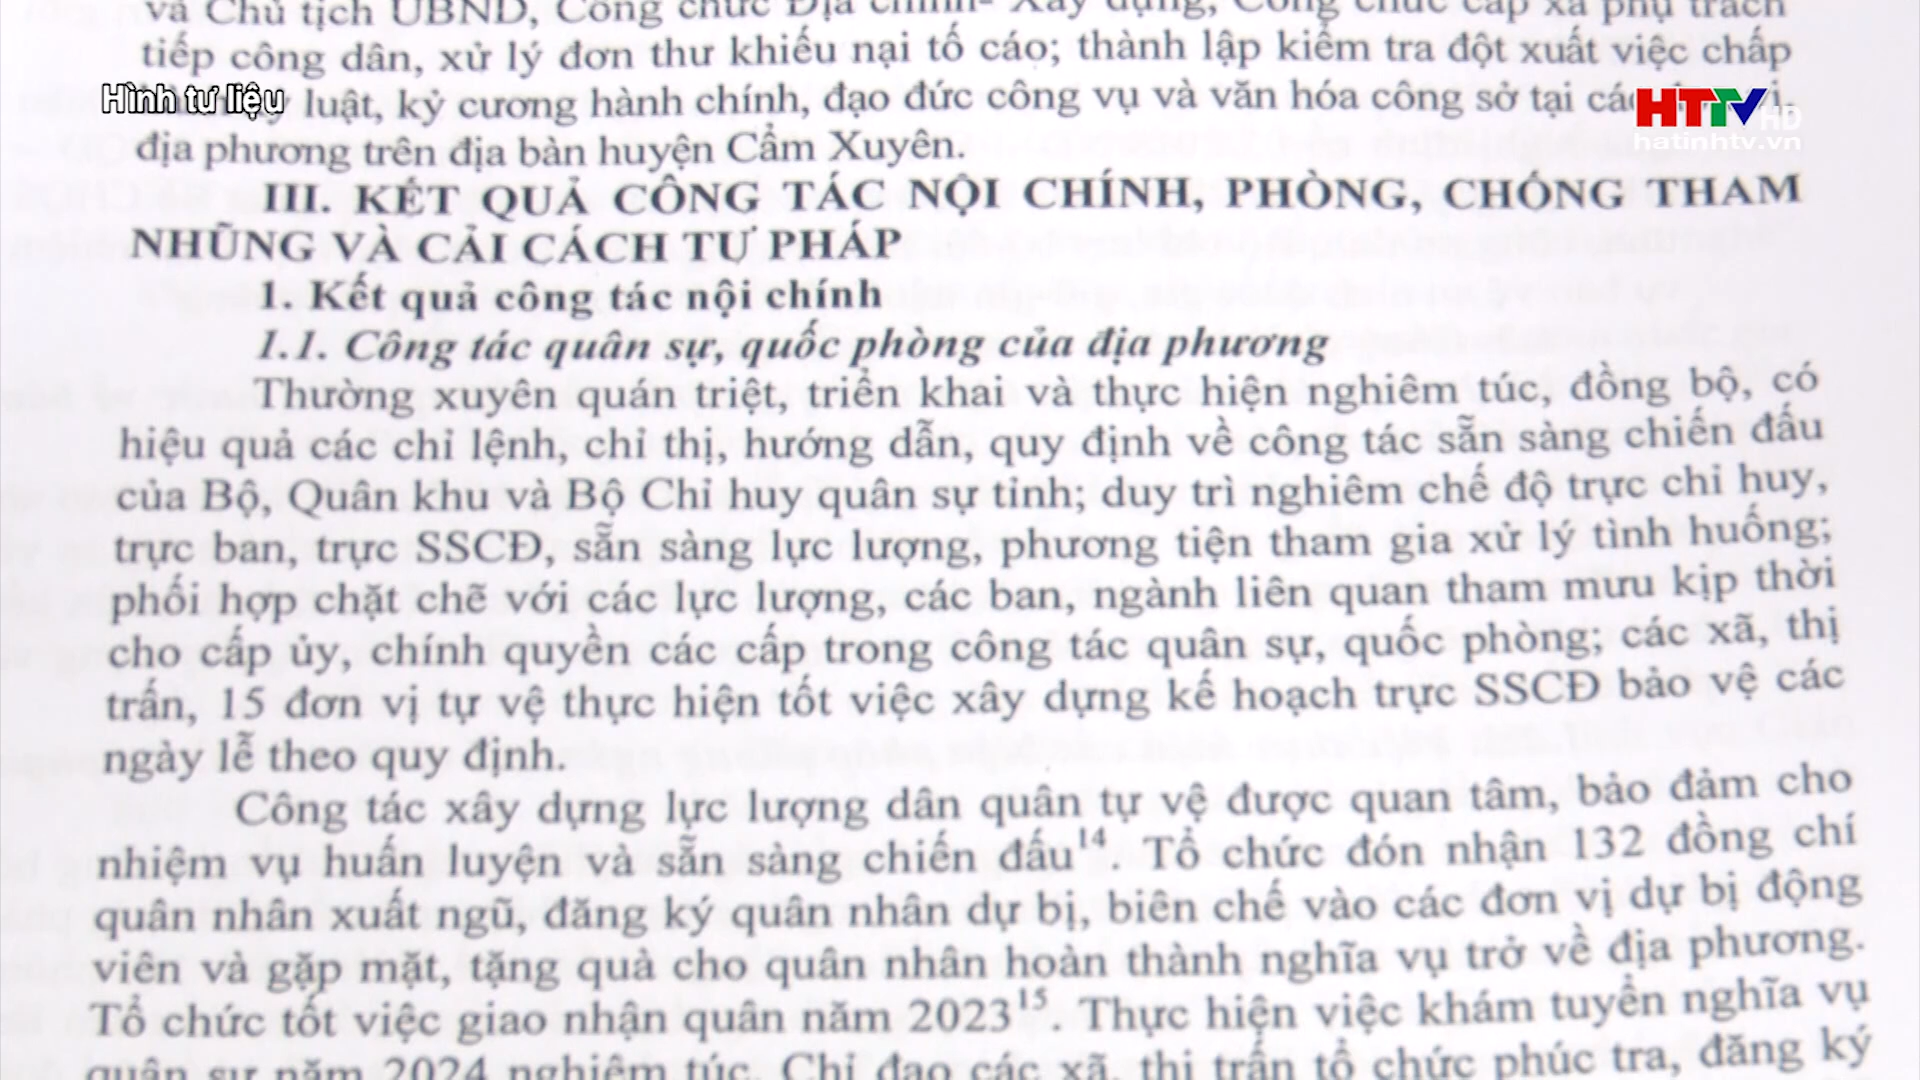 và Chủ tịch UBND, Công chức Địa chính- Xây dựng, Công chức cấp xã phụ trách
tiếp công dân, xử lý đơn thư khiếu nại tố cáo; thành lập kiểm tra đột xuất việc chấp
Hình tư liệu
luật, kỷ cương hành chính, đạo đức công vụ và văn hóa công sở tại
HTTV HD
hatinhtv.vn
địa phương trên địa bàn huyện Cẩm Xuyên.
III. KẾT QUẢ CÔNG TÁC NỘI CHÍNH, PHÒNG, CHỐNG THAM
NHŨNG VÀ CẢI CÁCH TƯ PHÁP
1. Kết quả công tác nội chính
1.1. Công tác quân sự, quốc phòng của địa phương
Thường xuyên quán triệt, triển khai và thực hiện nghiêm túc, đồng bộ, có
hiệu quả các chỉ lệnh, chỉ thị, hướng dẫn, quy định về công tác sẵn sàng chiến đấu
của Bộ, Quân khu và Bộ Chỉ huy quân sự tỉnh; duy trì nghiêm chế độ trực chỉ huy,
trực ban, trực SSCĐ, sẵn sàng lực lượng, phương tiện tham gia xử lý tình huống;
phối hợp chặt chẽ với các lực lượng, các ban, ngành liên quan tham mưu kịp thời
cho cấp ủy, chính quyền các cấp trong công tác quân sự, quốc phòng; các xã, thị
trấn, 15 đơn vị tự vệ thực hiện tốt việc xây dựng kế hoạch trực SSCĐ bảo vệ các
ngày lễ theo quy định.
Công tác xây dựng lực lượng dân quân tự vệ được quan tâm, bảo đảm cho
nhiệm vụ huấn luyện và sẵn sàng chiến đấu¹⁴. Tổ chức đón nhận 132 đồng chí
quân nhân xuất ngũ, đăng ký quân nhân dự bị, biên chế vào các đơn vị dự bị động
viên và gặp mặt, tặng quà cho quân nhân hoàn thành nghĩa vụ trở về địa phương.
Tổ chức tốt việc giao nhận quân năm 2023¹⁵. Thực hiện việc khám tuyển nghĩa vụ
quân sự năm 2024 nghiêm túc. Chỉ đạo các xã, thị trấn tổ chức phúc tra, đăng ký